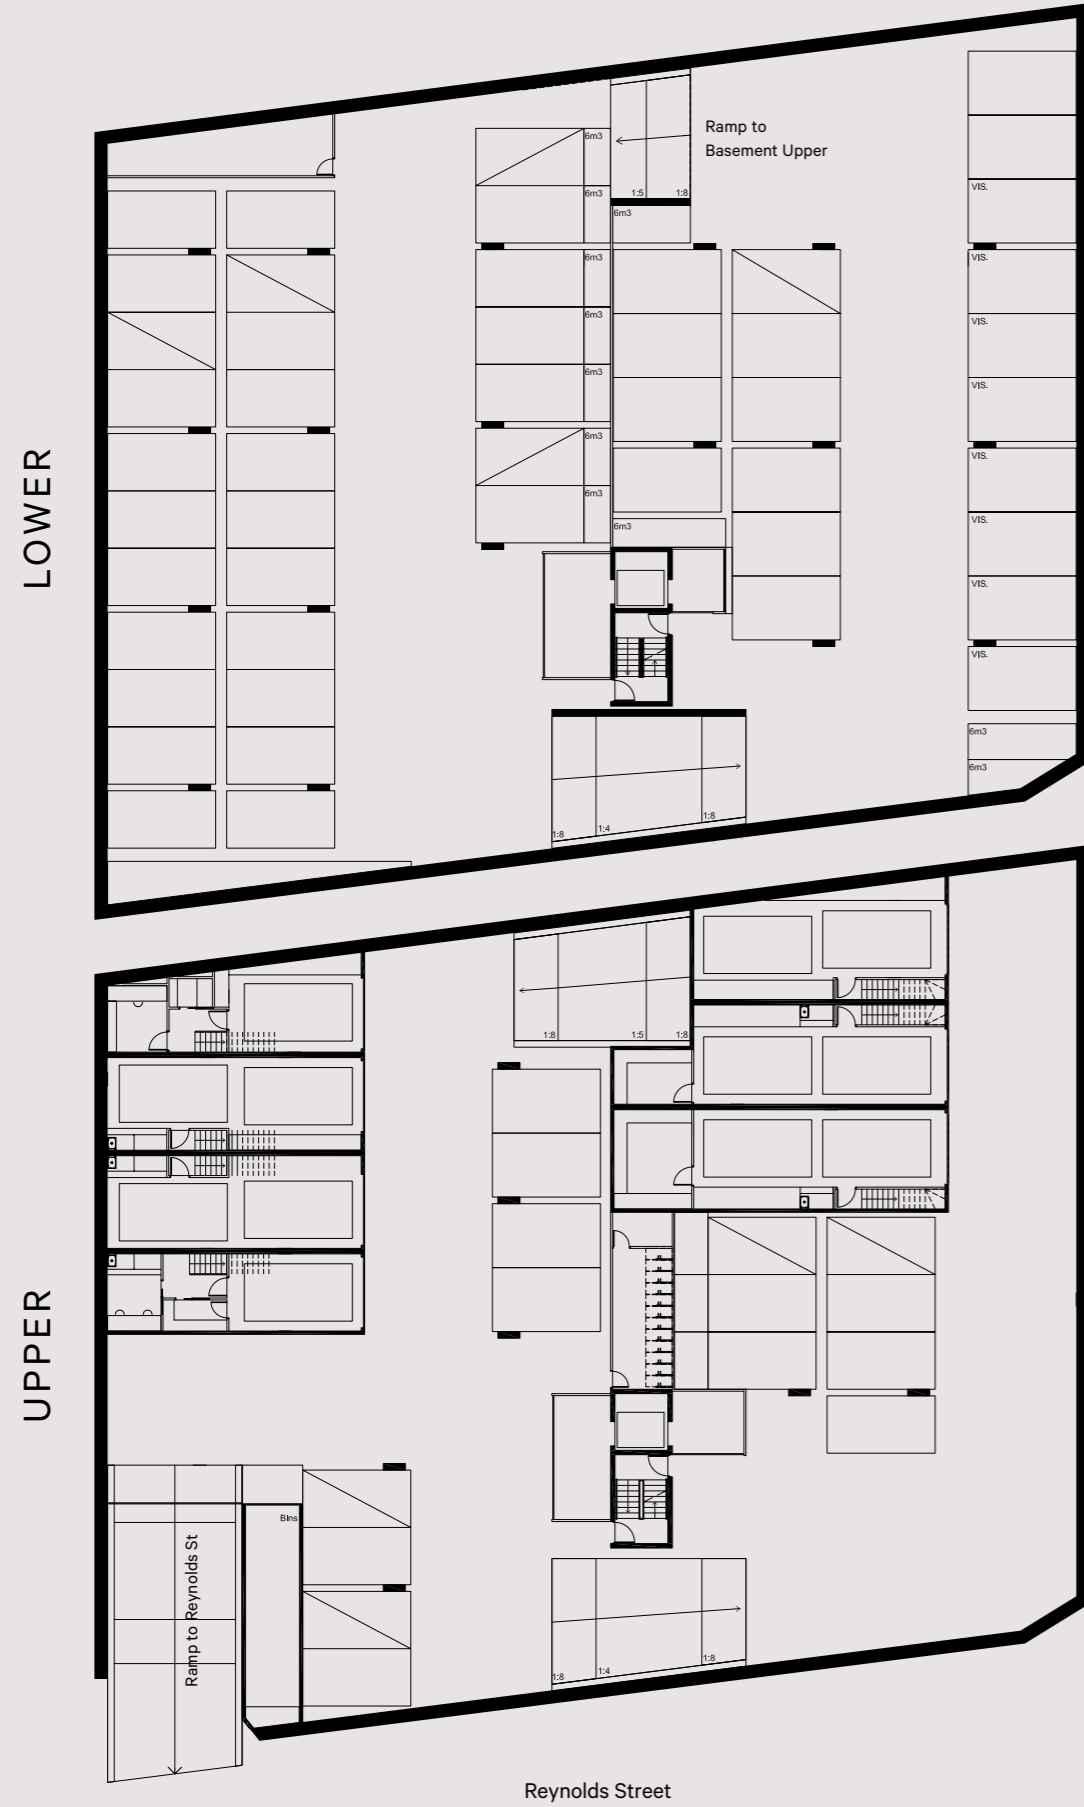 LOWER
Ramp to
Basement Upper
6m3
6m3
1:5
1:8
6m3
6m3
6m3
6m3
6m3
6m3
6m3
VIS.
VIS.
VIS.
VIS.
VIS.
VIS.
VIS.
VIS.
6m3
6m3
1:8
1:4
1:8
UPPER
1:8
1:5
1:8
Bins
Ramp to Reynolds St
1:8
1:4
1:8
Reynolds Street